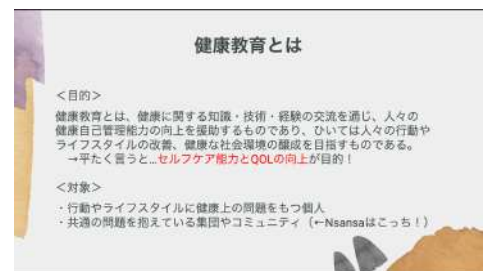 健康教育とは
＜目的＞
健康教育とは、健康に関する知識・技術・経験の交流を通じ、人々の
健康自己管理能力の向上を援助するものであり、ひいては人々の行動や
ライフスタイルの改善、健康な社会環境の醸成を目指すものである。
→平たく言うと…セルフケア能力とQOLの向上が目的！
＜対象＞
・行動やライフスタイルに健康上の問題をもつ個人
・共通の問題を抱えている集団やコミュニティ（←Nsansaはこっち！）